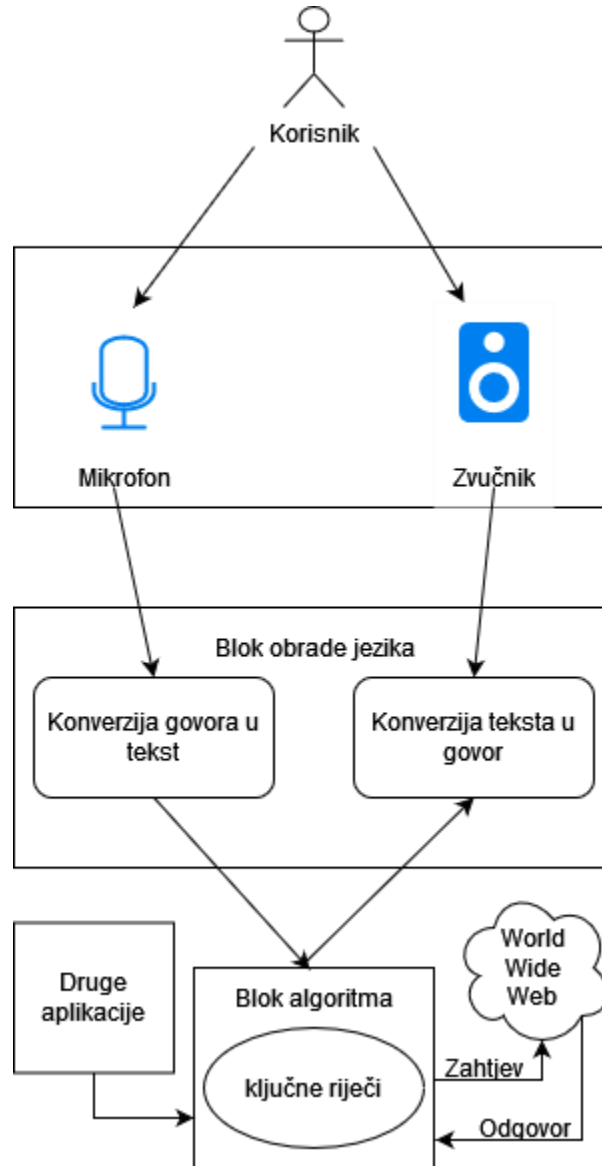 Korisnik
Mikrofon
Zvučnik
Blok obrade jezika
Konverzija govora u
tekst
Konverzija teksta u
govor
Druge
aplikacije
Blok algoritma
ključne riječi
World
Wide
Web
Zahtjev
Odgovor